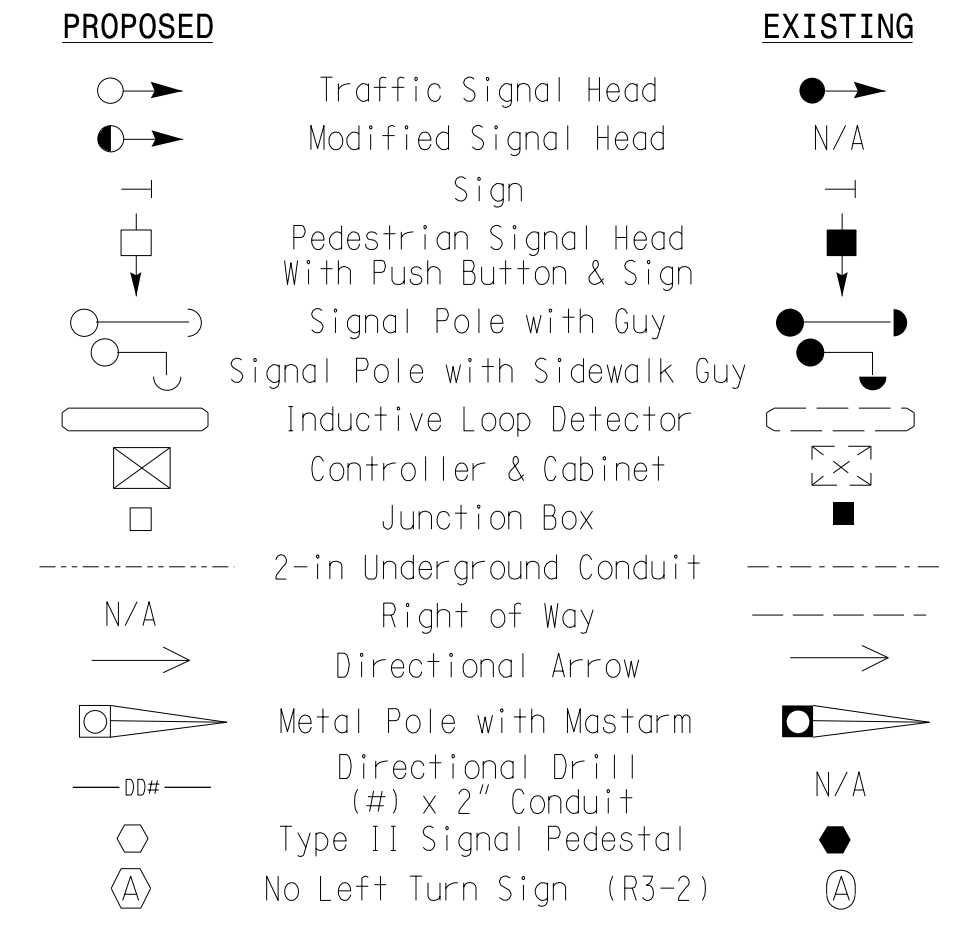 PROPOSED EXISTING
Traffic Signal Head
Modified Signal Head N/A
Sign
Pedestrian Signal Head
With Push Button & Sign
Signal Pole with Guy
Signal Pole with Sidewalk Guy
Inductive Loop Detector
Controller & Cabinet
Junction Box
2-in Underground Conduit
N/A Right of Way
Directional Arrow
Metal Pole with Mastarm
Directional Drill
DD# (#) x 2" Conduit N/A
Type II Signal Pedestal
A No Left Turn Sign (R3-2) A